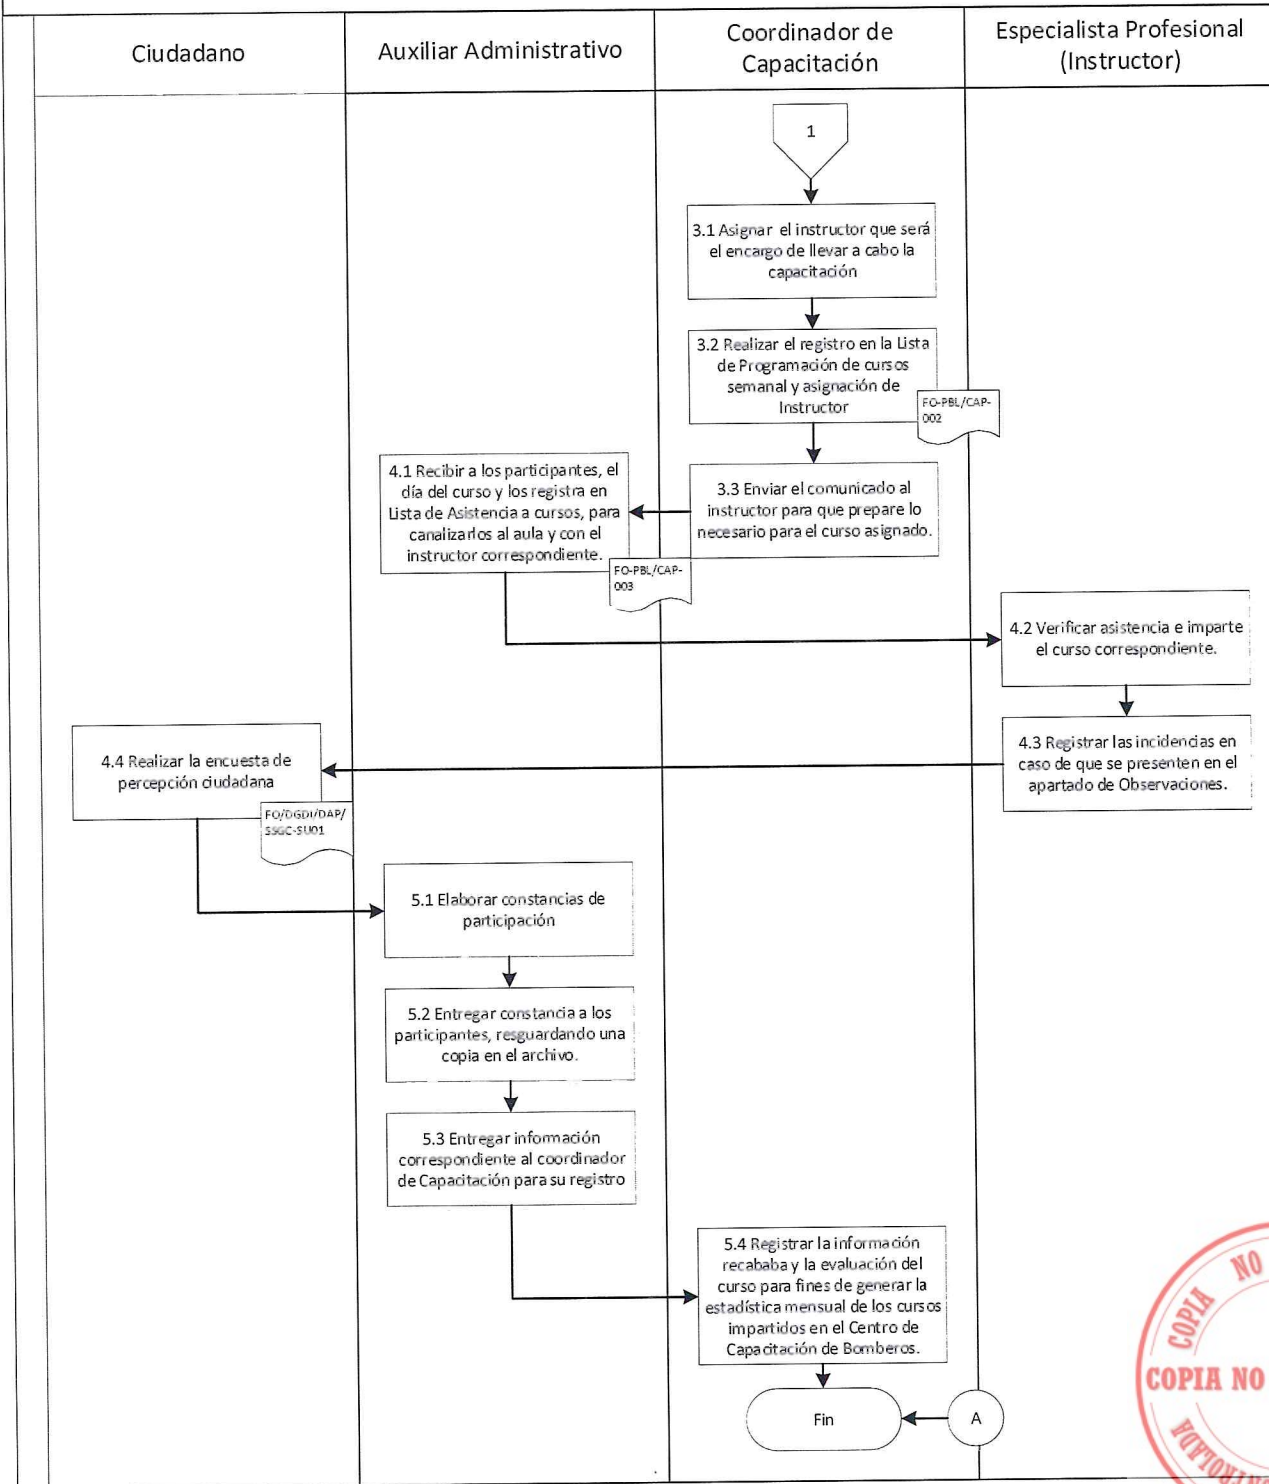 Ciudadano
Auxiliar Administrativo
Coordinador de
Capacitación
Especialista Profesional
(Instructor)
1
3.1 Asignar el instructor que será
el encargo de llevar a cabo la
capacitación
3.2 Realizar el registro en la Lista
de Programación de cursos
semanal y asignación de
Instructor
FO-PBL/CAP-
002
4.1 Recibir a los participantes, el
día del curso y los registra en
Lista de Asistencia a cursos, para
canalizarlos al aula y con el
instructor correspondiente.
FO-PBL/CAP-
003
3.3 Enviar el comunicado al
instructor para que prepare lo
necesario para el curso asignado.
4.2 Verificar asistencia e imparte
el curso correspondiente.
4.3 Registrar las incidencias en
caso de que se presenten en el
apartado de Observaciones.
4.4 Realizar la encuesta de
percepción ciudadana
FO/DGDI/DAP/
SSGC-SU01
5.1 Elaborar constancias de
participación
5.2 Entregar constancia a los
participantes, resguardando una
copia en el archivo.
5.3 Entregar información
correspondiente al coordinador
de Capacitación para su registro
5.4 Registrar la información
recababa y la evaluación del
curso para fines de generar la
estadística mensual de los cursos
impartidos en el Centro de
Capacitación de Bomberos.
Fin
A
COPIA NO
COPIA NO